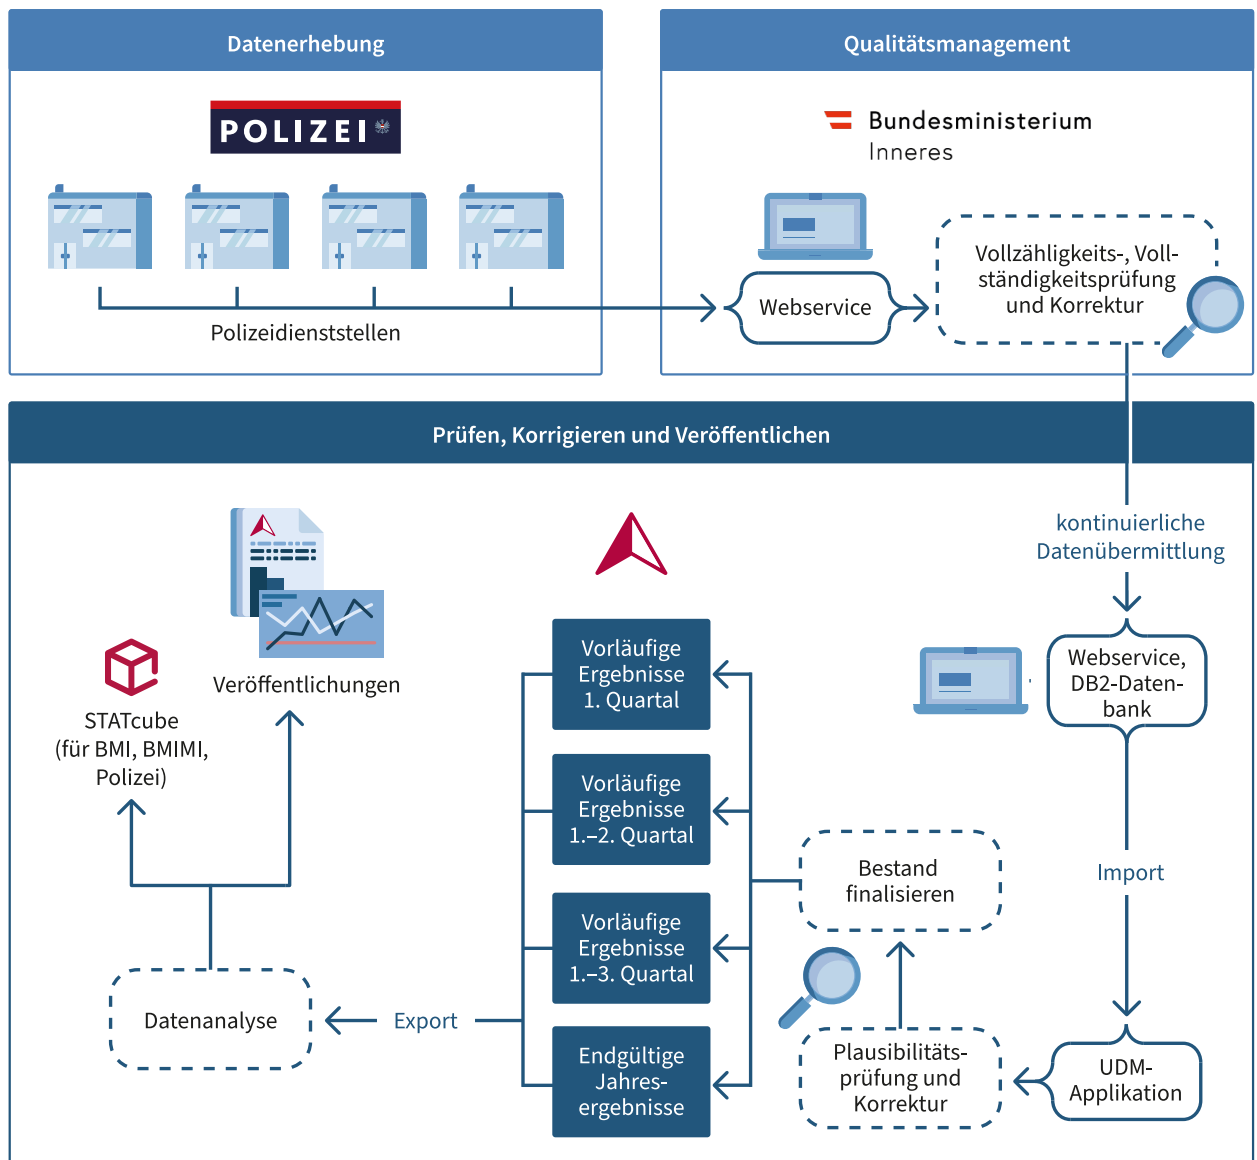 Datenerhebung
POLIZEI
Polizeidienststellen
Qualitätsmanagement
Bundesministerium
Inneres
Webservice
Vollzähligkeits-, Voll-
ständigkeitsprüfung
und Korrektur
Prüfen, Korrigieren und Veröffentlichen
kontinuierliche
Datenübermittlung
Webservice,
DB2-Daten-
bank
Import
UDM-
Applikation
Plausibilitäts-
prüfung und
Korrektur
Bestand
finalisieren
Vorläufige
Ergebnisse
1. Quartal
Vorläufige
Ergebnisse
1.–2. Quartal
Vorläufige
Ergebnisse
1.–3. Quartal
Endgültige
Jahres-
ergebnisse
Export
Datenanalyse
STATcube
(für BMI, BMIMI,
Polizei)
Veröffentlichungen